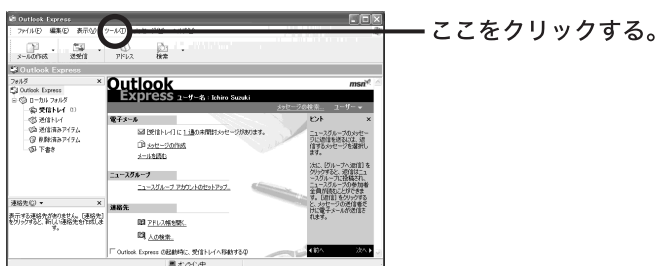 Outlook Express
ファイル(F) 編集(E) 表示(V) ツール(T)
ここをクリックする。
メールの作成 送受信 アドレス 検索
Outlook Express
フォルダ ×
Outlook Express
ローカル フォルダ
受信トレイ (1)
送信トレイ
送信済みアイテム
削除済みアイテム
下書き
連絡先(C) ▼ ×
表示する連絡先がありません。[連絡先]
をクリックすると、新しい連絡先を作成しま
す。
Outlook
Express ユーザー名 : Ichiro Suzuki
msn
メッセージの検索... ユーザー ▼
電子メール
[受信トレイ] に 1 通の未開封メッセージがあります。
メッセージの作成
メールを読む
ニュースグループ
ニュースグループ アカウントのセットアップ...
連絡先
アドレス帳を開く...
人の検索...
Outlook Express の起動時に、受信トレイへ移動する(I)
ヒント ×
ニュースグループのメッセー
ジに返信を送るには、返
信するメッセージを選択し
ます。
次に、[グループへ返信] を
クリックすると、返信はニュ
ースグループに投稿され、
ニュースグループの参加者
全員が読むことができま
す。[返信] をクリックする
と、メッセージの送信者だ
けに電子メールが送信さ
れます。
前へ 次へ
オンライン中